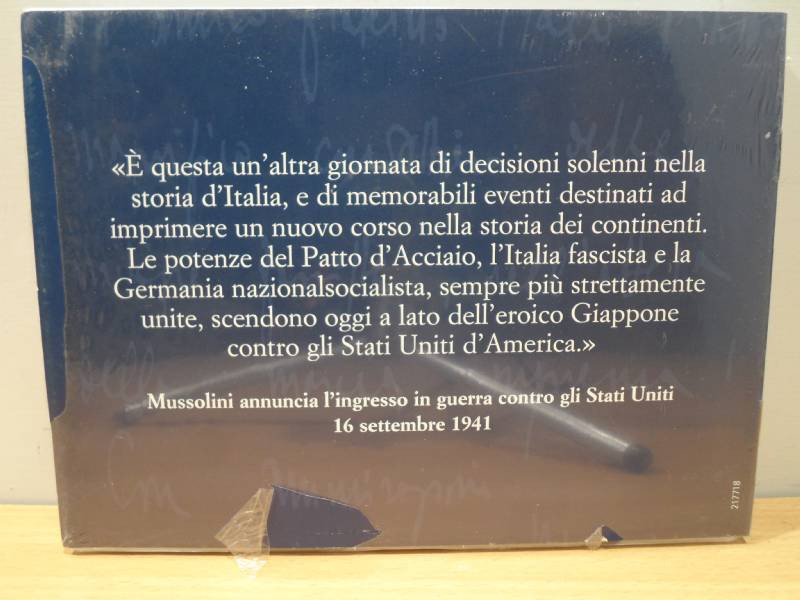 «È questa un'altra giornata di decisioni solenni nella
storia d'Italia, e di memorabili eventi destinati ad
imprimere un nuovo corso nella storia dei continenti.
Le potenze del Patto d'Acciaio, l'Italia fascista e la
Germania nazionalsocialista, sempre più strettamente
unite, scendono oggi a lato dell'eroico Giappone
contro gli Stati Uniti d'America.»
Mussolini annuncia l'ingresso in guerra contro gli Stati Uniti
16 settembre 1941
217718